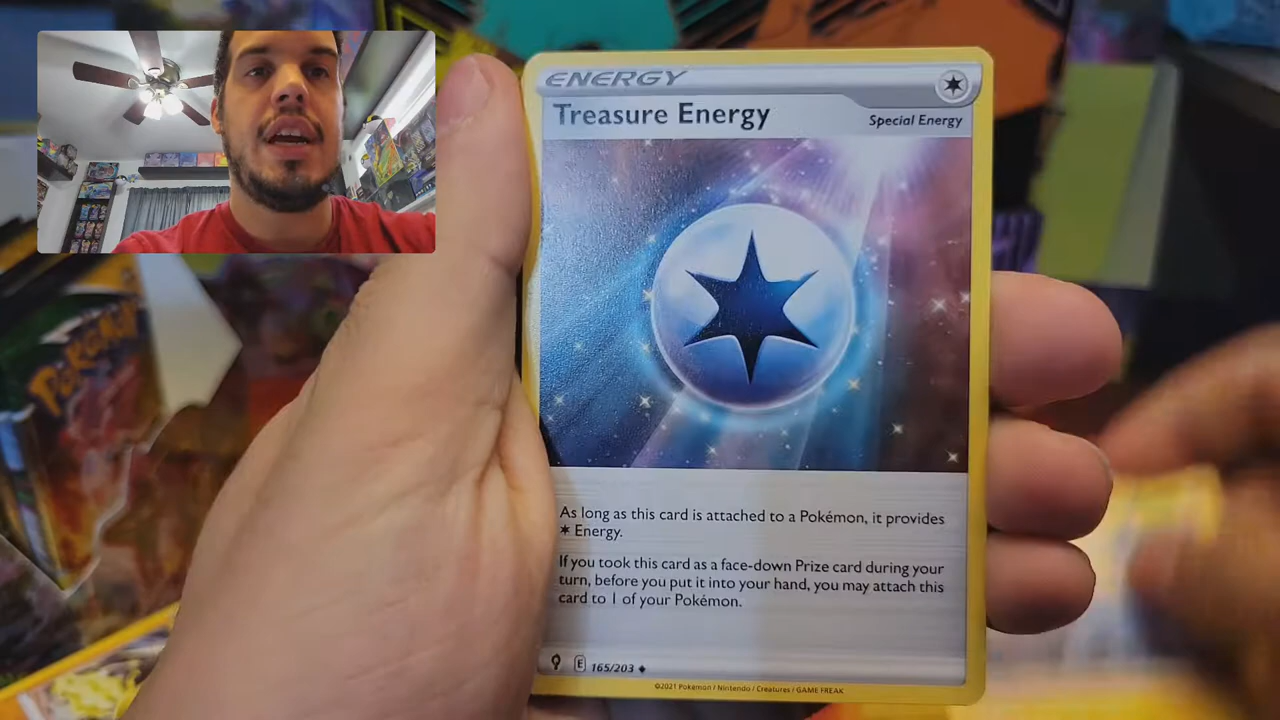 POKÉMON
ENERGY
Treasure Energy
Special Energy
As long as this card is attached to a Pokémon, it provides
✶ Energy.
If you took this card as a face-down Prize card during your
turn, before you put it into your hand, you may attach this
card to 1 of your Pokémon.
E 165/203 ◆
©2021 Pokémon / Nintendo / Creatures / GAME FREAK